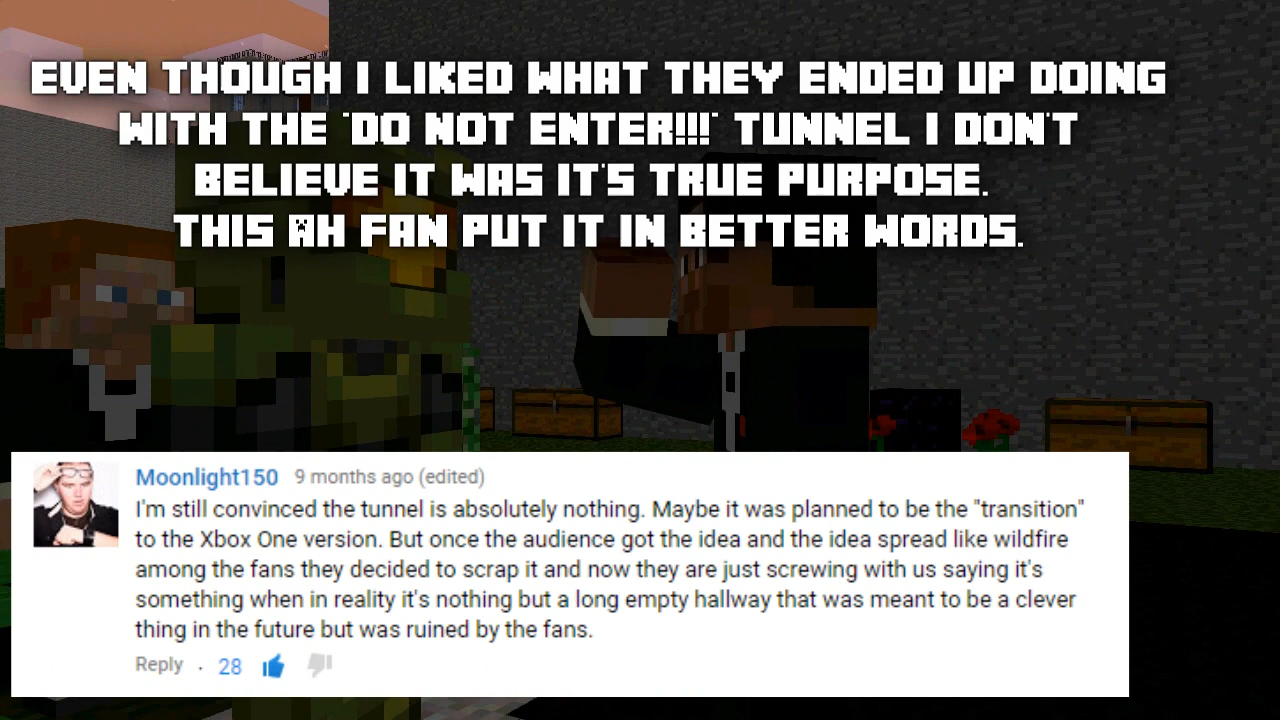 EVEN THOUGH I LIKED WHAT THEY ENDED UP DOING
WITH THE "DO NOT ENTER!!!" TUNNEL I DON'T
BELIEVE IT WAS IT'S TRUE PURPOSE.
THIS AH FAN PUT IT IN BETTER WORDS.
Moonlight150 9 months ago (edited)
I'm still convinced the tunnel is absolutely nothing. Maybe it was planned to be the "transition"
to the Xbox One version. But once the audience got the idea and the idea spread like wildfire
among the fans they decided to scrap it and now they are just screwing with us saying it's
something when in reality it's nothing but a long empty hallway that was meant to be a clever
thing in the future but was ruined by the fans.
Reply · 28